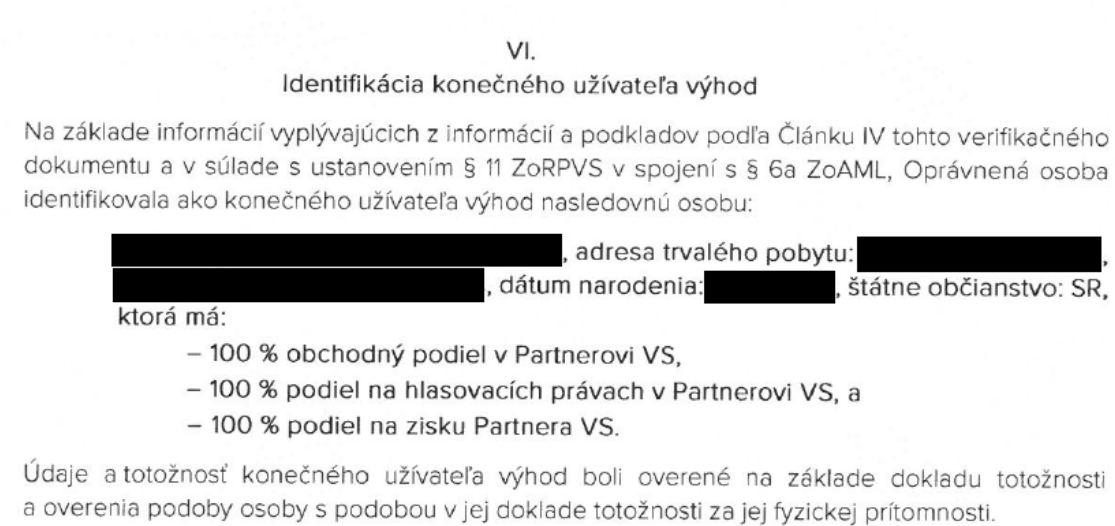 VI.
Identifikácia konečného užívateľa výhod
Na základe informácií vyplývajúcich z informácií a podkladov podľa Článku IV tohto verifikačného
dokumentu a v súlade s ustanovením § 11 ZoRPVS v spojení s § 6a ZoAML, Oprávnená osoba
identifikovala ako konečného užívateľa výhod nasledovnú osobu:
, adresa trvalého pobytu: ,
, dátum narodenia: , štátne občianstvo: SR,
ktorá má:
– 100 % obchodný podiel v Partnerovi VS,
– 100 % podiel na hlasovacích právach v Partnerovi VS, a
– 100 % podiel na zisku Partnera VS.
Údaje a totožnosť konečného užívateľa výhod boli overené na základe dokladu totožnosti
a overenia podoby osoby s podobou v jej doklade totožnosti za jej fyzickej prítomnosti.